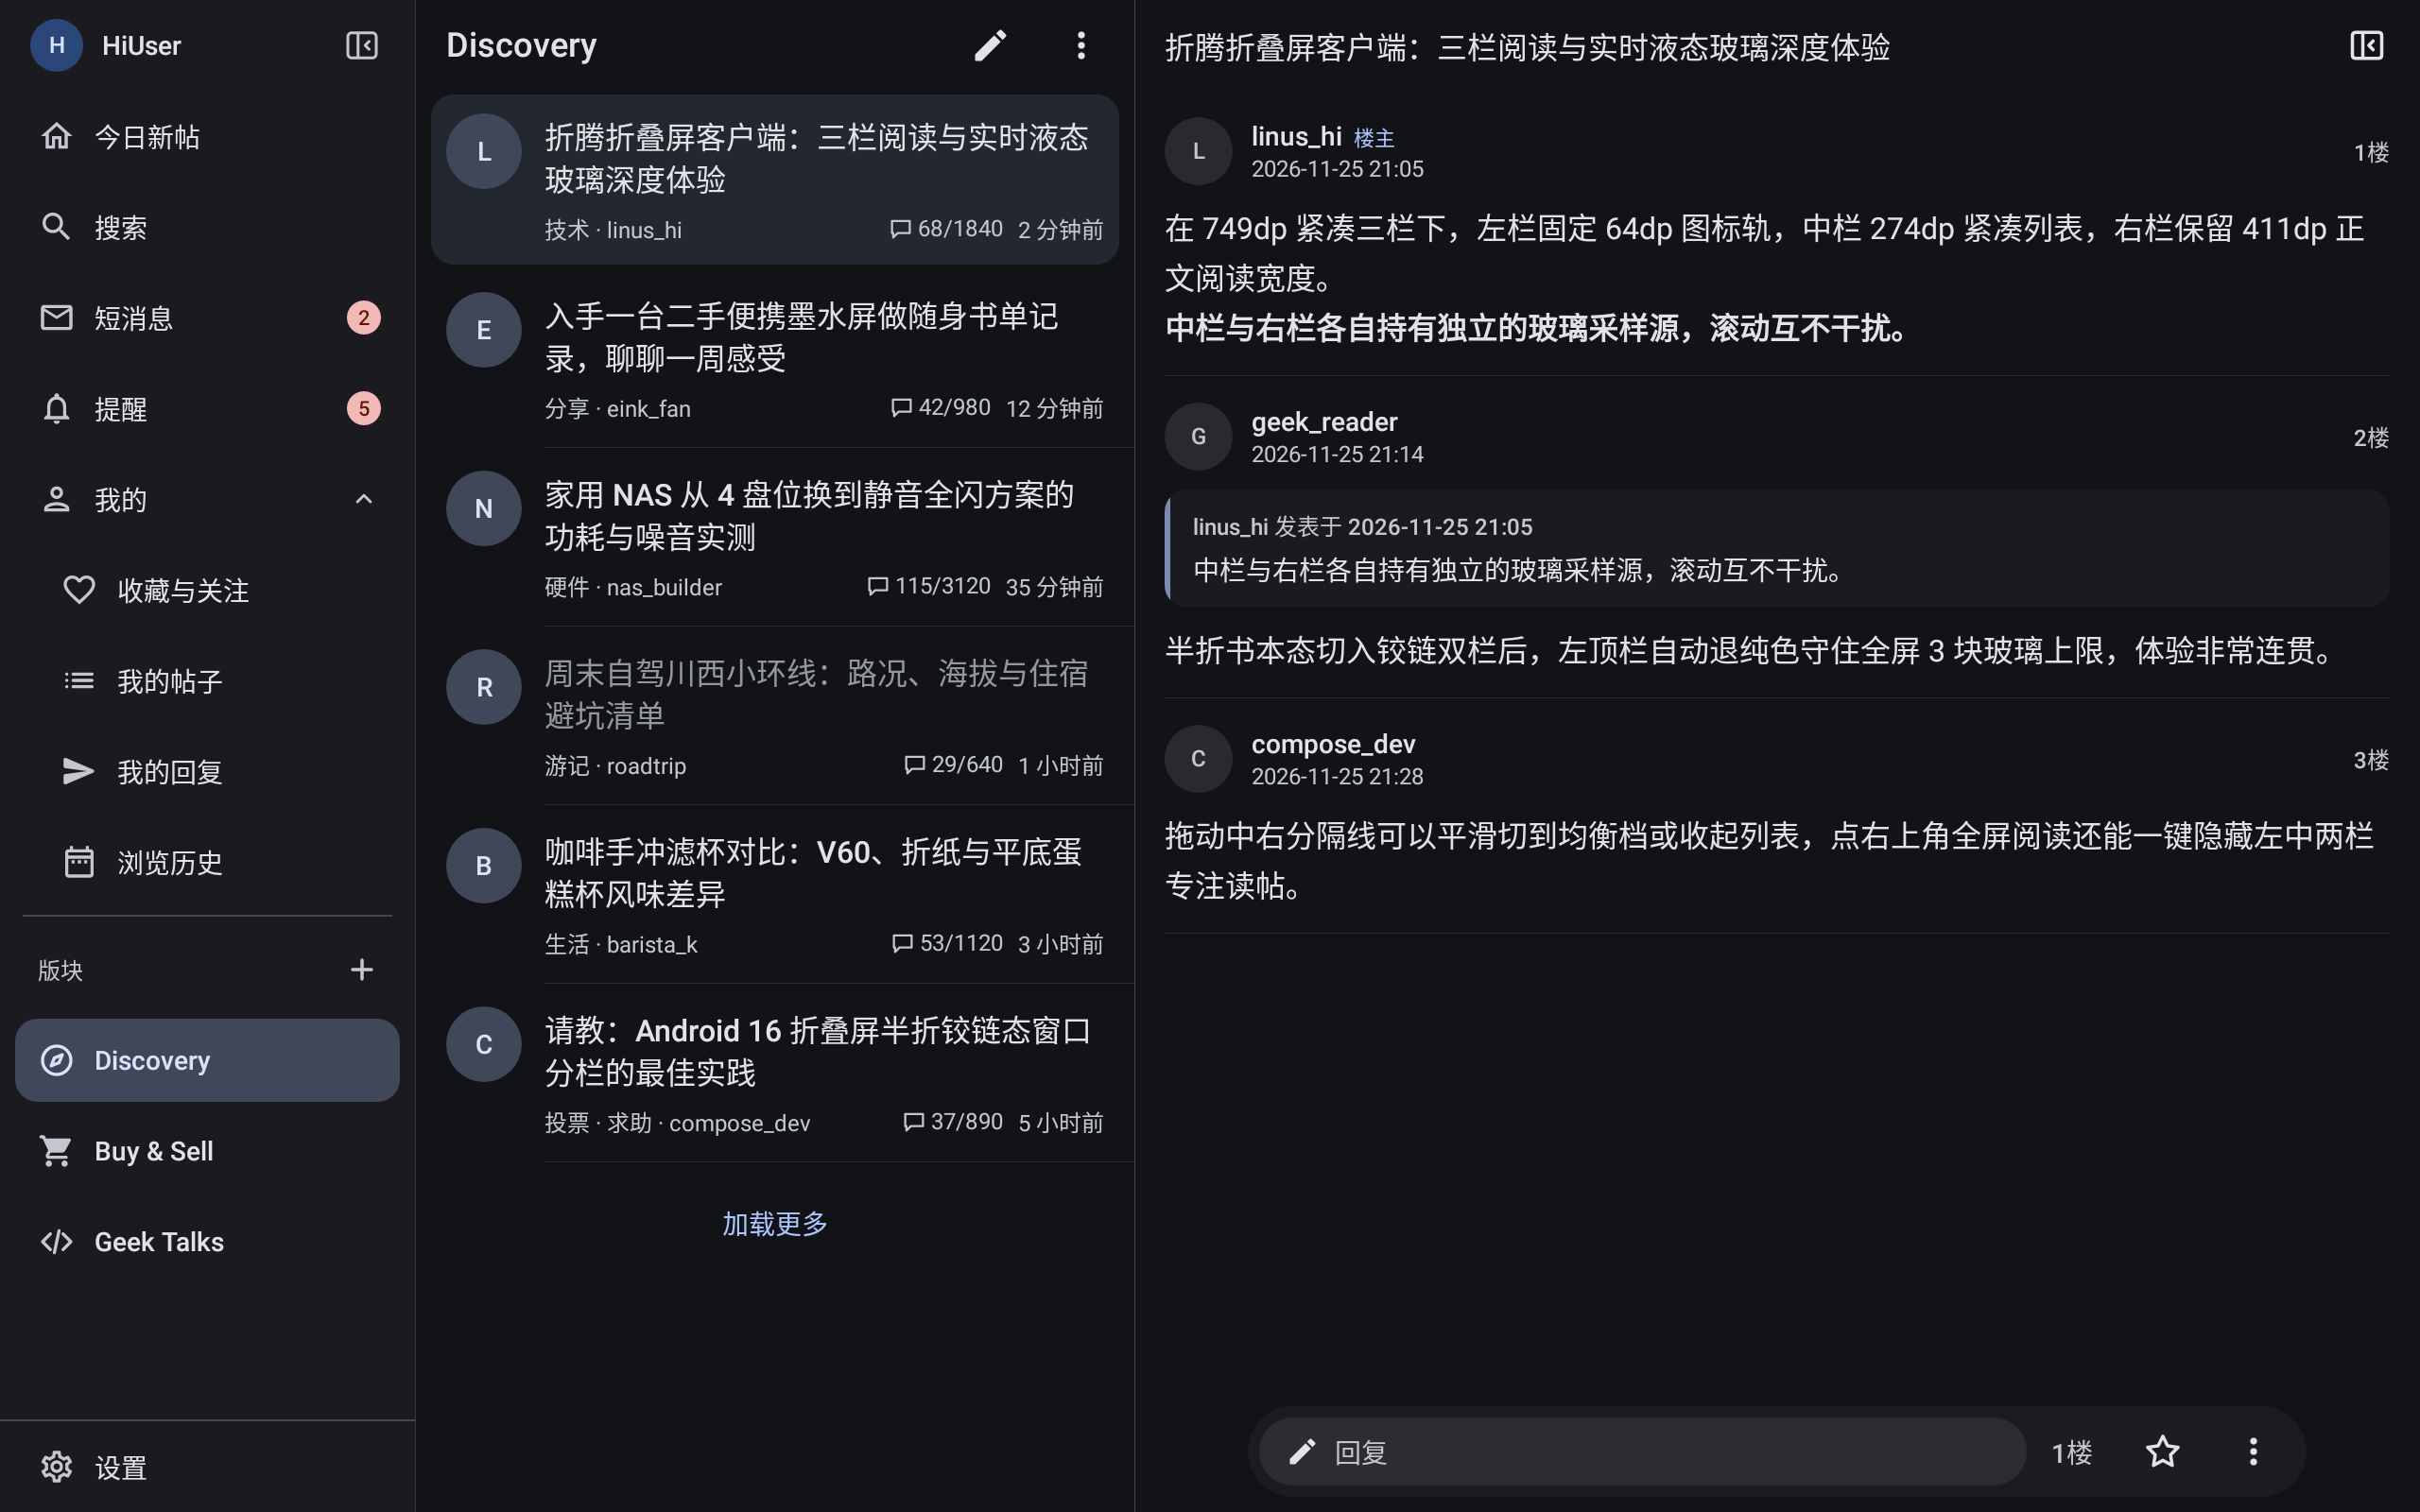 H HiUser
今日新帖
搜索
短消息 2
提醒 5
我的
收藏与关注
我的帖子
我的回复
浏览历史
版块
Discovery
Buy & Sell
Geek Talks
设置
Discovery
L
折腾折叠屏客户端：三栏阅读与实时液态
玻璃深度体验
技术 · linus_hi 68/1840 2 分钟前
E
入手一台二手便携墨水屏做随身书单记
录，聊聊一周感受
分享 · eink_fan 42/980 12 分钟前
N
家用 NAS 从 4 盘位换到静音全闪方案的
功耗与噪音实测
硬件 · nas_builder 115/3120 35 分钟前
R
周末自驾川西小环线：路况、海拔与住宿
避坑清单
游记 · roadtrip 29/640 1 小时前
B
咖啡手冲滤杯对比：V60、折纸与平底蛋
糕杯风味差异
生活 · barista_k 53/1120 3 小时前
C
请教：Android 16 折叠屏半折铰链态窗口
分栏的最佳实践
投票 · 求助 · compose_dev 37/890 5 小时前
加载更多
折腾折叠屏客户端：三栏阅读与实时液态玻璃深度体验
L
linus_hi 楼主
2026-11-25 21:05
1楼
在 749dp 紧凑三栏下，左栏固定 64dp 图标轨，中栏 274dp 紧凑列表，右栏保留 411dp 正
文阅读宽度。
中栏与右栏各自持有独立的玻璃采样源，滚动互不干扰。
G
geek_reader
2026-11-25 21:14
2楼
linus_hi 发表于 2026-11-25 21:05
中栏与右栏各自持有独立的玻璃采样源，滚动互不干扰。
半折书本态切入铰链双栏后，左顶栏自动退纯色守住全屏 3 块玻璃上限，体验非常连贯。
C
compose_dev
2026-11-25 21:28
3楼
拖动中右分隔线可以平滑切到均衡档或收起列表，点右上角全屏阅读还能一键隐藏左中两栏
专注读帖。
回复 1楼